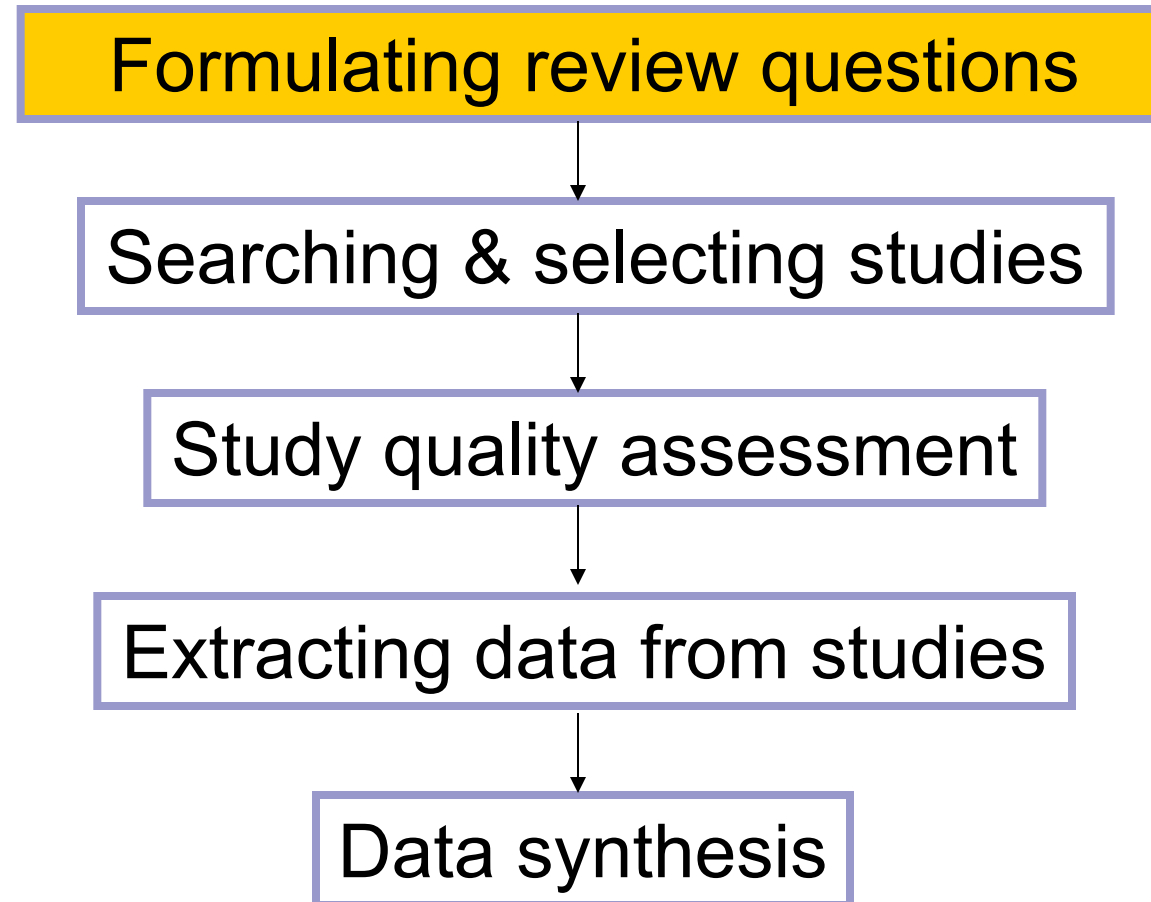 Formulating review questions
Searching & selecting studies
Study quality assessment
Extracting data from studies
Data synthesis